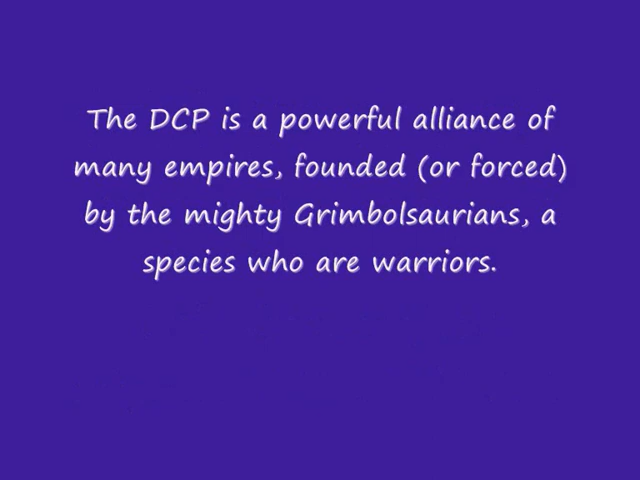 The DCP is a powerful alliance of
many empires, founded (or forced)
by the mighty Grimbolsaurians, a
species who are warriors.